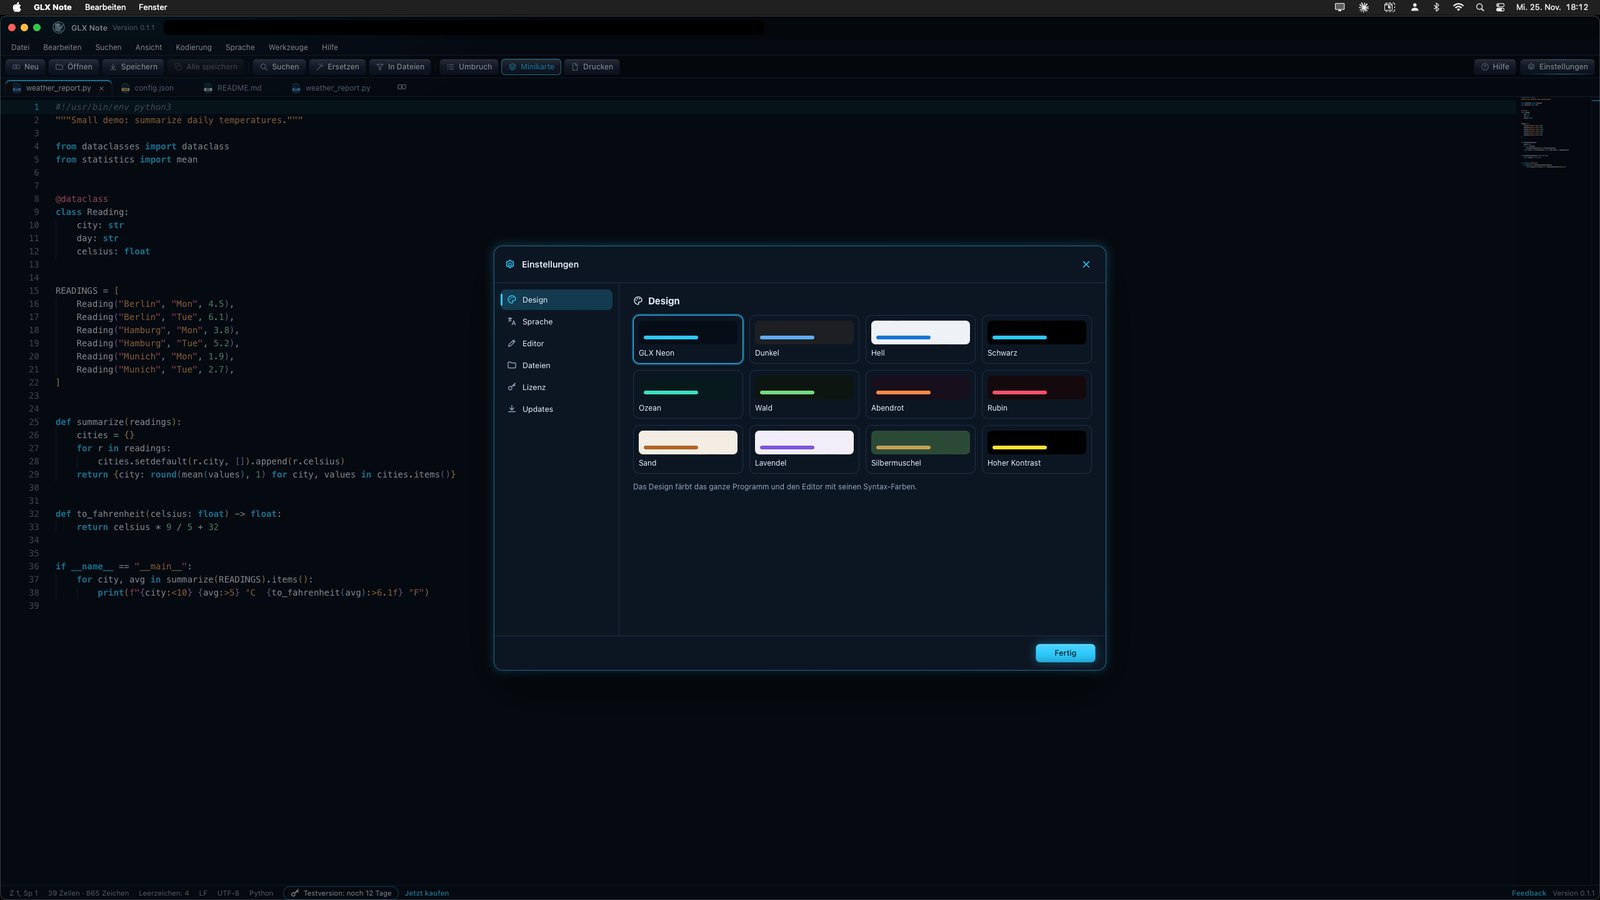 GLX Note Bearbeiten Fenster
Mi. 25. Nov. 18:12
GLX Note Version 0.1.1
Datei Bearbeiten Suchen Ansicht Kodierung Sprache Werkzeuge Hilfe
Neu Öffnen Speichern Alle speichern Suchen Ersetzen In Dateien Umbruch Minikarte Drucken Hilfe Einstellungen
weather_report.py × config.json README.md weather_report.py
1 #!/usr/bin/env python3
2 """Small demo: summarize daily temperatures."""
3
4 from dataclasses import dataclass
5 from statistics import mean
6
7
8 @dataclass
9 class Reading:
10 city: str
11 day: str
12 celsius: float
13
14
15 READINGS = [
16 Reading("Berlin", "Mon", 4.5),
17 Reading("Berlin", "Tue", 6.1),
18 Reading("Hamburg", "Mon", 3.8),
19 Reading("Hamburg", "Tue", 5.2),
20 Reading("Munich", "Mon", 1.9),
21 Reading("Munich", "Tue", 2.7),
22 ]
23
24
25 def summarize(readings):
26 cities = {}
27 for r in readings:
28 cities.setdefault(r.city, []).append(r.celsius)
29 return {city: round(mean(values), 1) for city, values in cities.items()}
30
31
32 def to_fahrenheit(celsius: float) -> float:
33 return celsius * 9 / 5 + 32
34
35
36 if __name__ == "__main__":
37 for city, avg in summarize(READINGS).items():
38 print(f"{city:<10} {avg:>5} °C {to_fahrenheit(avg):>6.1f} °F")
39
Einstellungen
Design
Sprache
Editor
Dateien
Lizenz
Updates
Design
GLX Neon Dunkel Hell Schwarz
Ozean Wald Abendrot Rubin
Sand Lavendel Silbermuschel Hoher Kontrast
Das Design färbt das ganze Programm und den Editor mit seinen Syntax-Farben.
Fertig
Z 1, Sp 1 39 Zeilen · 865 Zeichen Leerzeichen: 4 LF UTF-8 Python Testversion: noch 12 Tage Jetzt kaufen Feedback Version 0.1.1